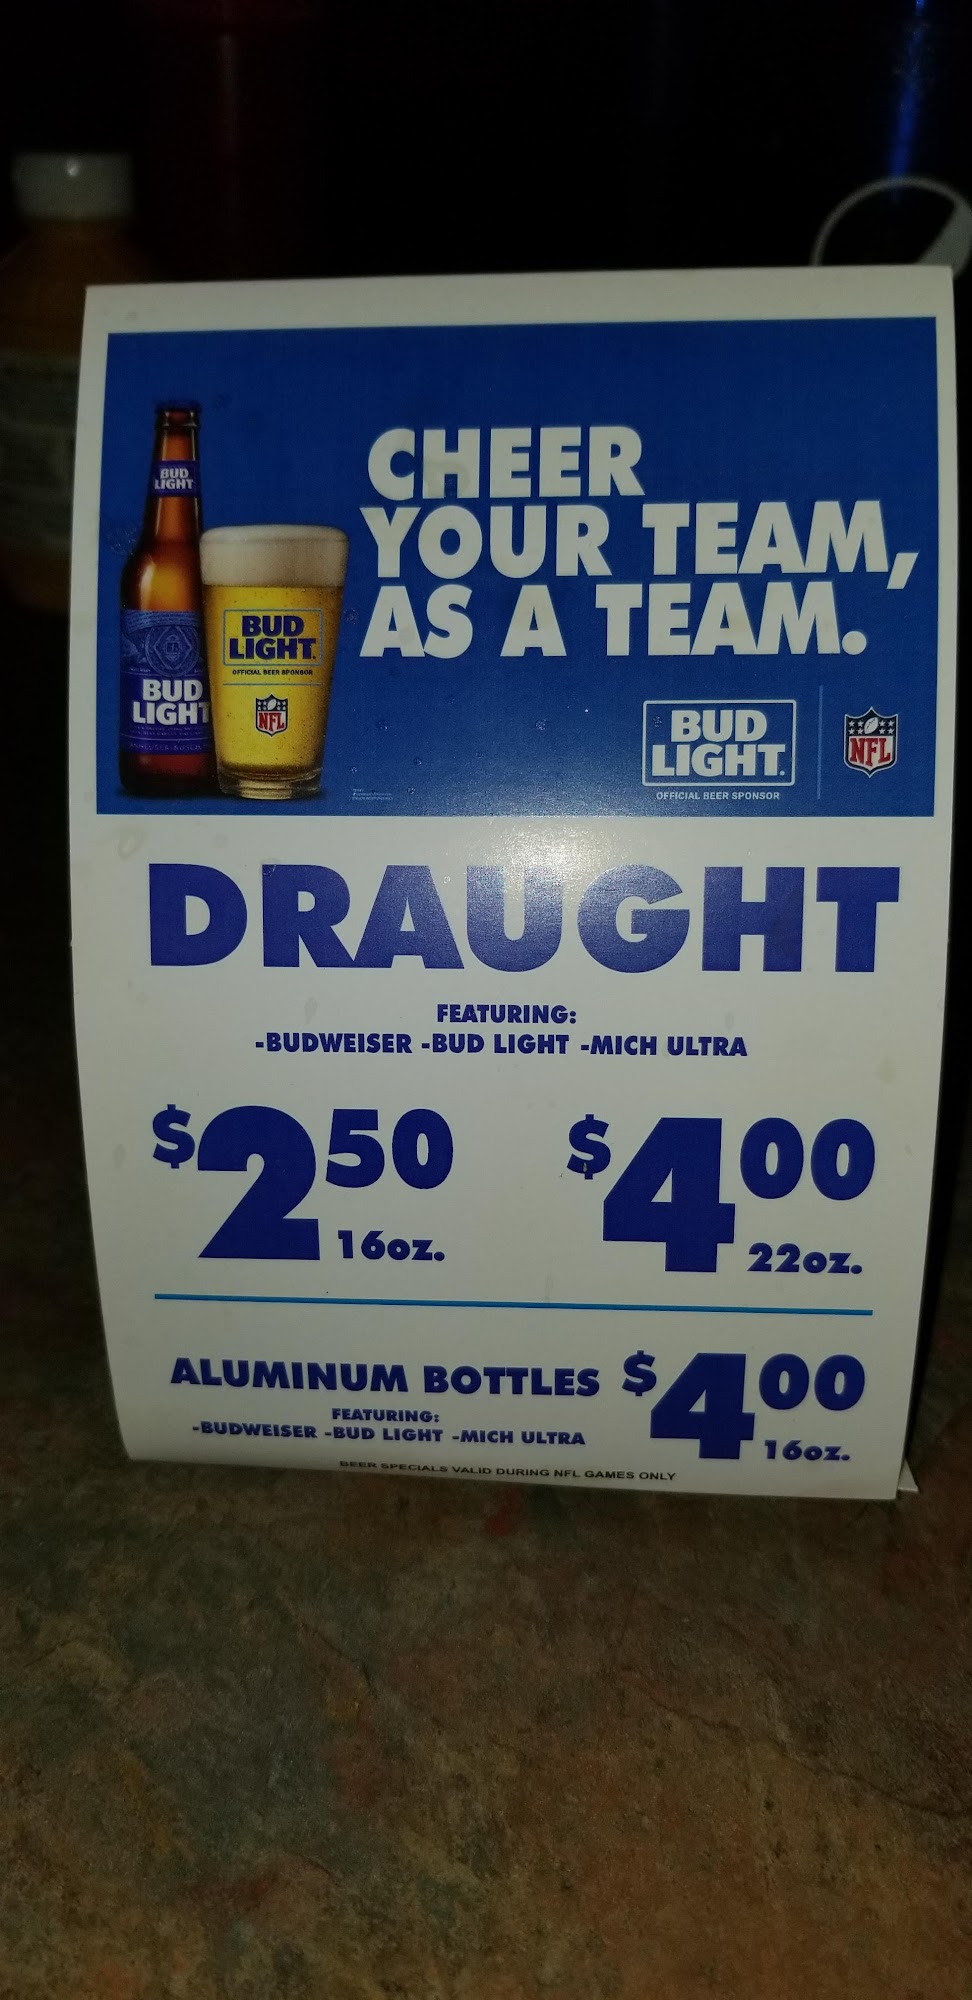 CHEER
YOUR TEAM,
AS A TEAM.
BUD
LIGHT
BUD
LIGHT
BUD
LIGHT.
OFFICIAL BEER SPONSOR
NFL
BUD
LIGHT.
OFFICIAL BEER SPONSOR
NFL
DRAUGHT
FEATURING:
-BUDWEISER -BUD LIGHT -MICH ULTRA
$2 50 16oz. $4 00 22oz.
ALUMINUM BOTTLES $4 00 16oz.
FEATURING:
-BUDWEISER -BUD LIGHT -MICH ULTRA
BEER SPECIALS VALID DURING NFL GAMES ONLY